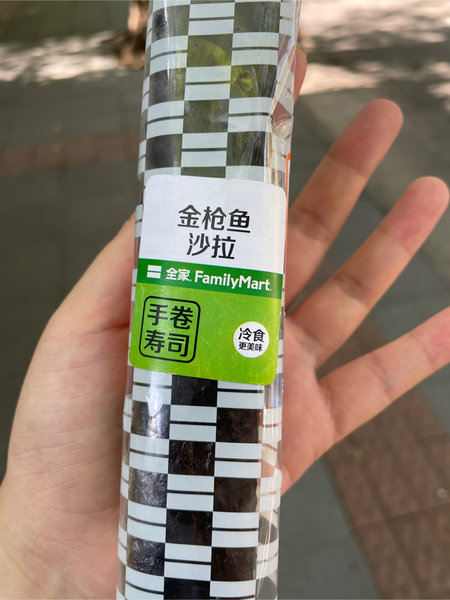 金枪鱼
沙拉
全家 FamilyMart
手卷
寿司
冷食
更美味